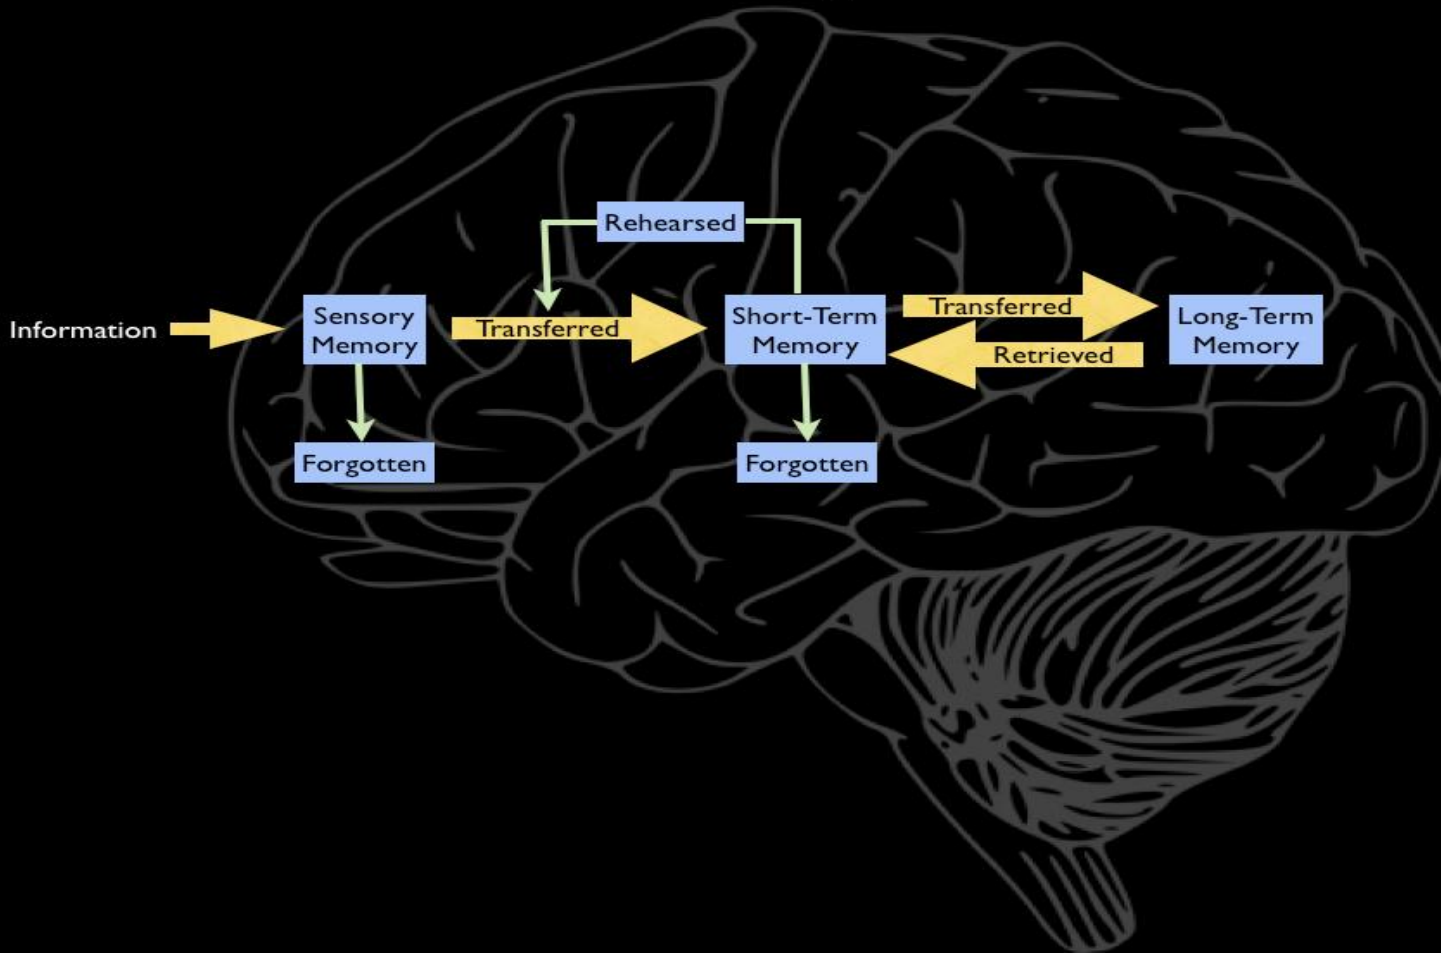 Rehearsed
Information
Sensory
Memory
Transferred
Short-Term
Memory
Transferred
Retrieved
Long-Term
Memory
Forgotten
Forgotten